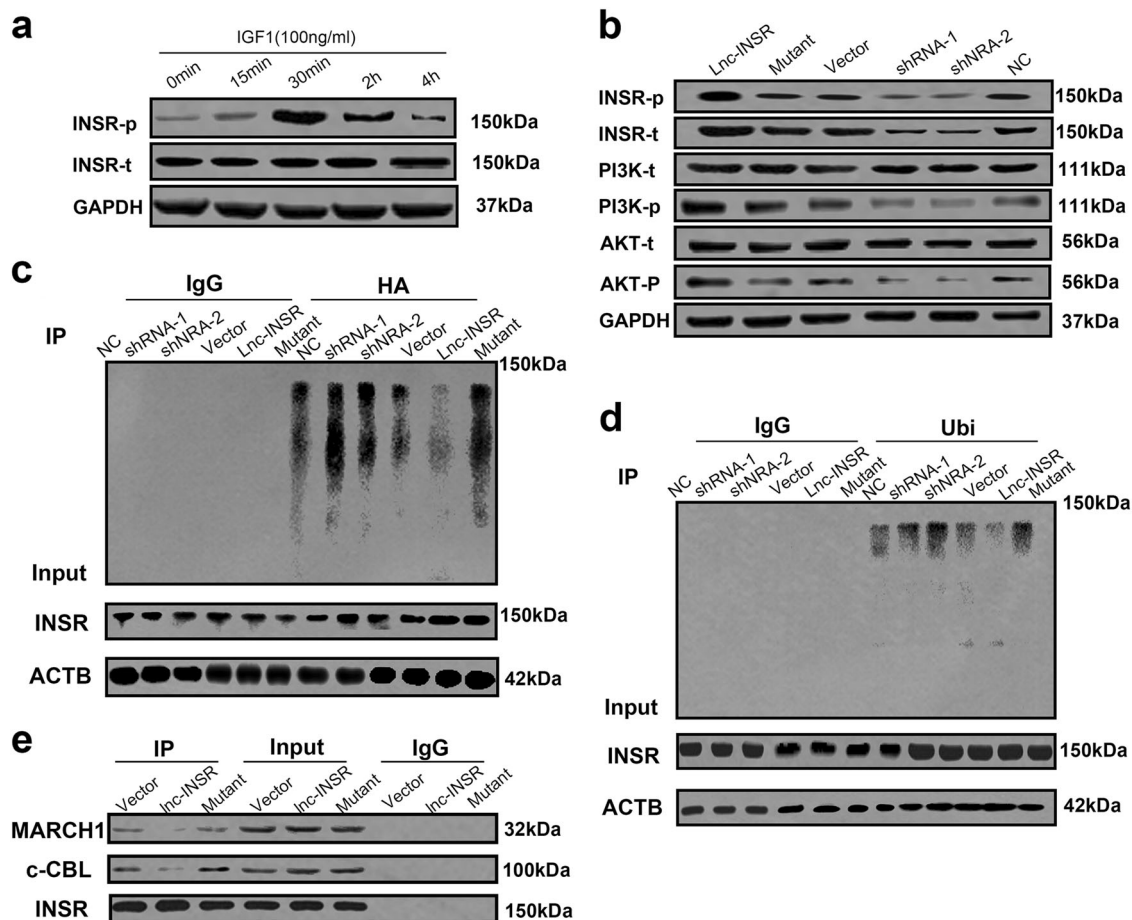 a
IGF1(100ng/ml)
0min 15min 30min 2h 4h
INSR-p 150kDa
INSR-t 150kDa
GAPDH 37kDa
b
Lnc-INSR Mutant Vector shRNA-1 shNRA-2 NC
INSR-p 150kDa
INSR-t 150kDa
PI3K-t 111kDa
PI3K-p 111kDa
AKT-t 56kDa
AKT-P 56kDa
GAPDH 37kDa
c
IgG HA
IP
NC shRNA-1 shNRA-2 Vector Lnc-INSR Mutant NC shRNA-1 shNRA-2 Vector Lnc-INSR Mutant
150kDa
Input
INSR 150kDa
ACTB 42kDa
d
IgG Ubi
IP
NC shRNA-1 shNRA-2 Vector Lnc-INSR Mutant NC shRNA-1 shNRA-2 Vector Lnc-INSR Mutant
150kDa
Input
INSR 150kDa
ACTB 42kDa
e
IP Input IgG
Vector lnc-INSR Mutant Vector lnc-INSR Mutant Vector lnc-INSR Mutant
MARCH1 32kDa
c-CBL 100kDa
INSR 150kDa